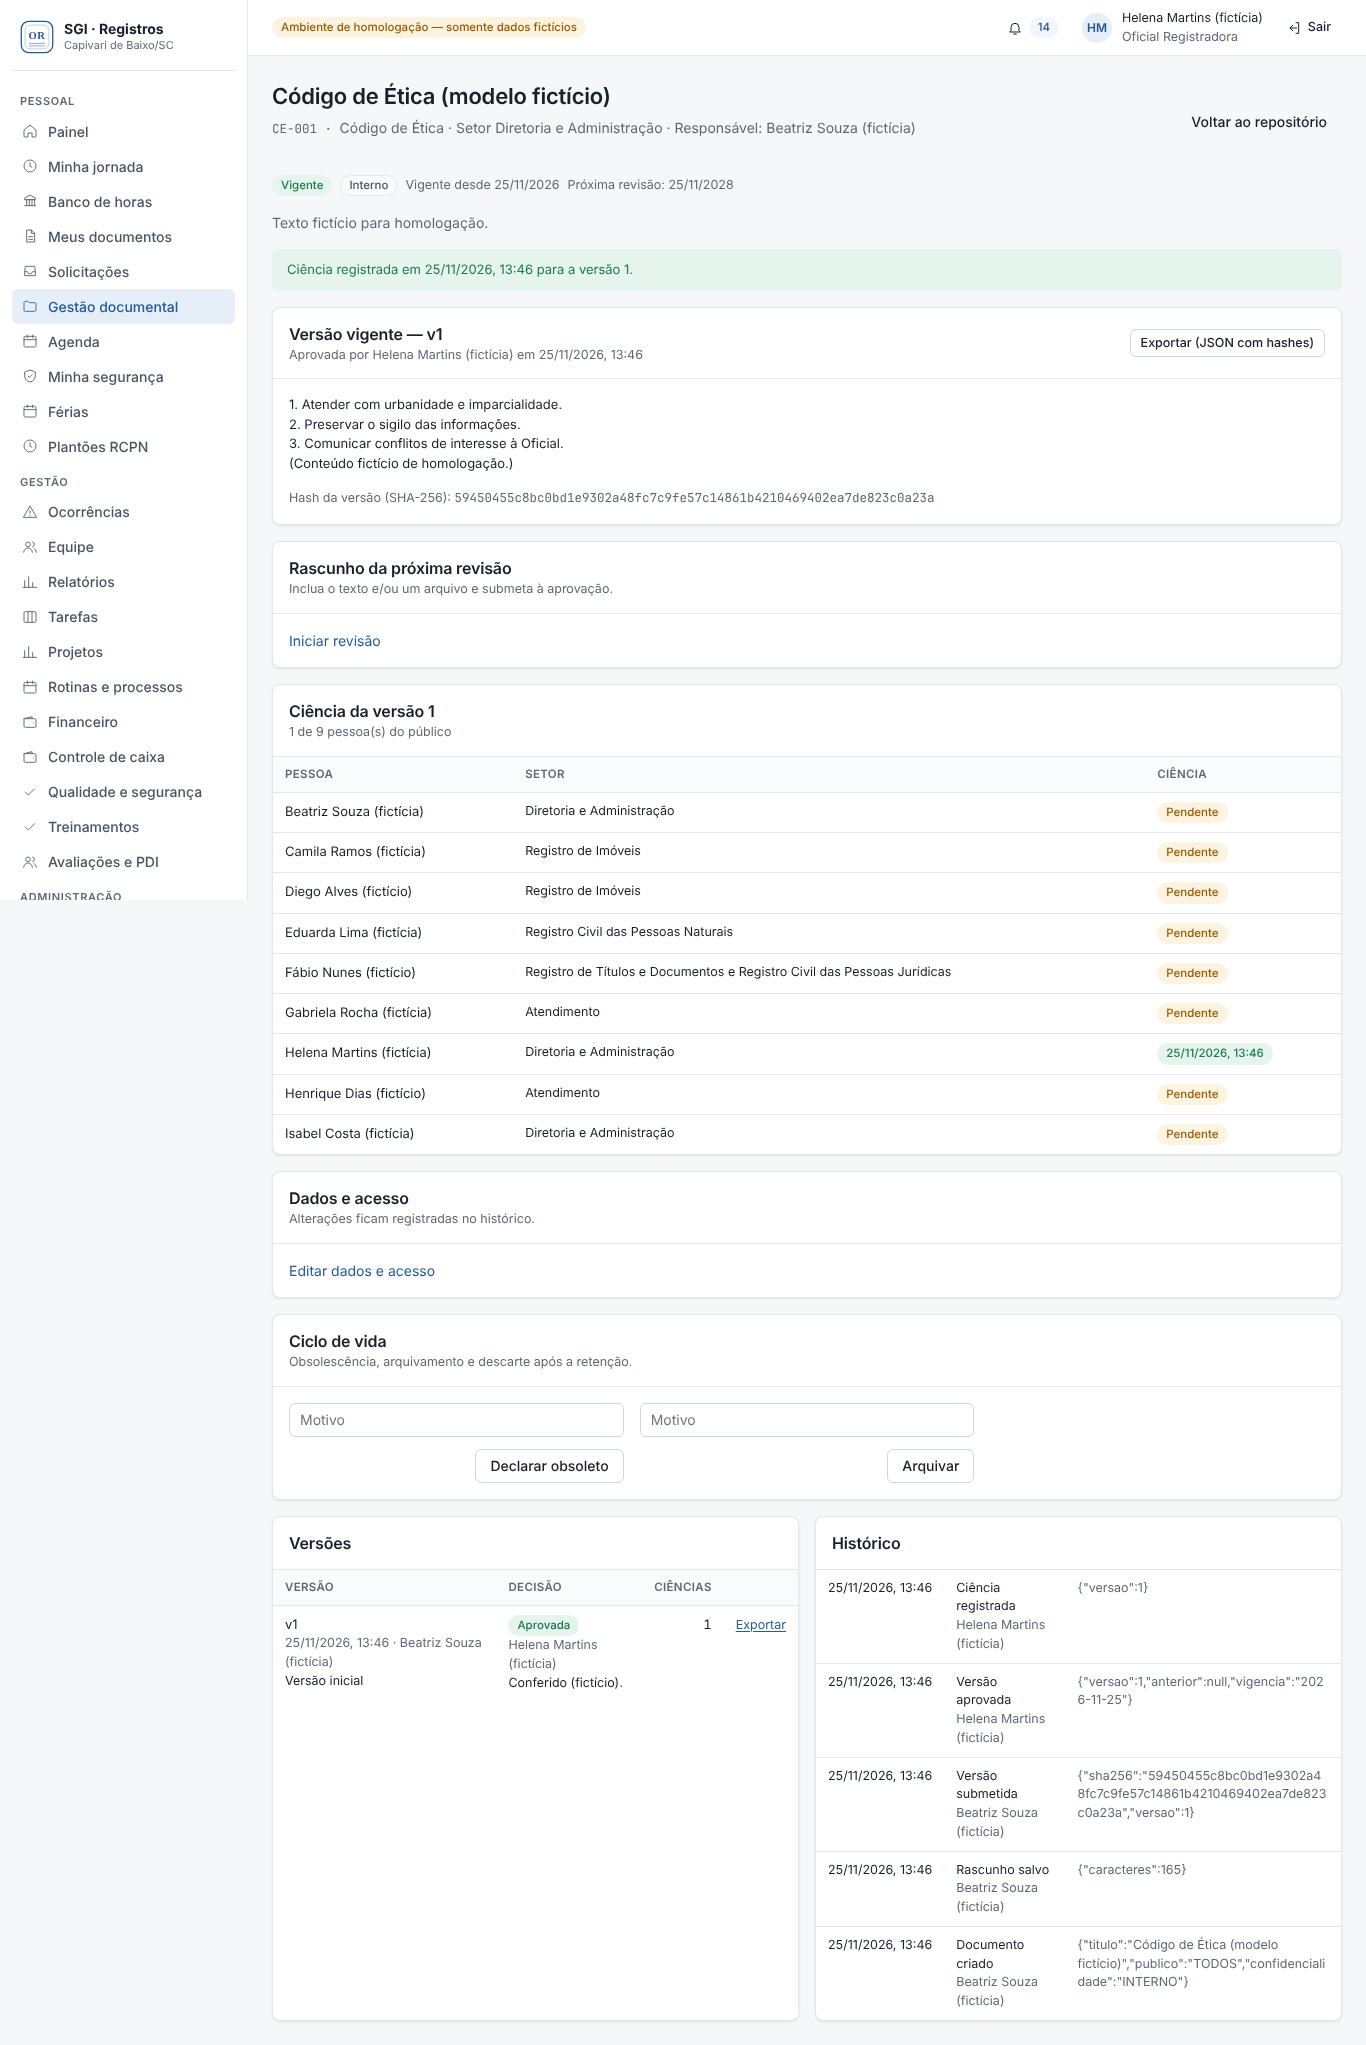 OR
SGI · Registros
Capivari de Baixo/SC
PESSOAL
Painel
Minha jornada
Banco de horas
Meus documentos
Solicitações
Gestão documental
Agenda
Minha segurança
Férias
Plantões RCPN
GESTÃO
Ocorrências
Equipe
Relatórios
Tarefas
Projetos
Rotinas e processos
Financeiro
Controle de caixa
Qualidade e segurança
Treinamentos
Avaliações e PDI
ADMINISTRAÇÃO
Ambiente de homologação — somente dados fictícios
14
HM
Helena Martins (fictícia)
Oficial Registradora
Sair
Código de Ética (modelo fictício)
CE-001 · Código de Ética · Setor Diretoria e Administração · Responsável: Beatriz Souza (fictícia)
Voltar ao repositório
Vigente Interno Vigente desde 25/11/2026 Próxima revisão: 25/11/2028
Texto fictício para homologação.
Ciência registrada em 25/11/2026, 13:46 para a versão 1.
Versão vigente — v1
Aprovada por Helena Martins (fictícia) em 25/11/2026, 13:46
Exportar (JSON com hashes)
1. Atender com urbanidade e imparcialidade.
2. Preservar o sigilo das informações.
3. Comunicar conflitos de interesse à Oficial.
(Conteúdo fictício de homologação.)
Hash da versão (SHA-256): 59450455c8bc0bd1e9302a48fc7c9fe57c14861b4210469402ea7de823c0a23a
Rascunho da próxima revisão
Inclua o texto e/ou um arquivo e submeta à aprovação.
Iniciar revisão
Ciência da versão 1
1 de 9 pessoa(s) do público
PESSOA SETOR CIÊNCIA
Beatriz Souza (fictícia) Diretoria e Administração Pendente
Camila Ramos (fictícia) Registro de Imóveis Pendente
Diego Alves (fictício) Registro de Imóveis Pendente
Eduarda Lima (fictícia) Registro Civil das Pessoas Naturais Pendente
Fábio Nunes (fictício) Registro de Títulos e Documentos e Registro Civil das Pessoas Jurídicas Pendente
Gabriela Rocha (fictícia) Atendimento Pendente
Helena Martins (fictícia) Diretoria e Administração 25/11/2026, 13:46
Henrique Dias (fictício) Atendimento Pendente
Isabel Costa (fictícia) Diretoria e Administração Pendente
Dados e acesso
Alterações ficam registradas no histórico.
Editar dados e acesso
Ciclo de vida
Obsolescência, arquivamento e descarte após a retenção.
Motivo
Declarar obsoleto
Motivo
Arquivar
Versões
VERSÃO DECISÃO CIÊNCIAS
v1
25/11/2026, 13:46 · Beatriz Souza
(fictícia)
Versão inicial
Aprovada
Helena Martins
(fictícia)
Conferido (fictício).
1
Exportar
Histórico
25/11/2026, 13:46
Ciência
registrada
Helena Martins
(fictícia)
{"versao":1}
25/11/2026, 13:46
Versão
aprovada
Helena Martins
(fictícia)
{"versao":1,"anterior":null,"vigencia":"202
6-11-25"}
25/11/2026, 13:46
Versão
submetida
Beatriz Souza
(fictícia)
{"sha256":"59450455c8bc0bd1e9302a4
8fc7c9fe57c14861b4210469402ea7de823
c0a23a","versao":1}
25/11/2026, 13:46
Rascunho salvo
Beatriz Souza
(fictícia)
{"caracteres":165}
25/11/2026, 13:46
Documento
criado
Beatriz Souza
(fictícia)
{"titulo":"Código de Ética (modelo
fictício)","publico":"TODOS","confidenciali
dade":"INTERNO"}